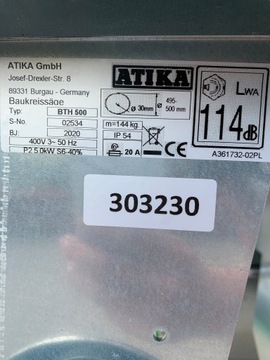 ATIKA GmbH
Josef-Drexler-Str. 8
89331 Burgau - Germany
Baukreissäge
Typ: BTH 500
S-No. 02534
BJ: 2020
400V 3~ 50 Hz
P2 5.0kW S6-40%
ATIKA
ø 30mm
ø 495-
500 mm
m=144 kg
IP 54
20 A
LWA
114dB
A361732-02PL
303230